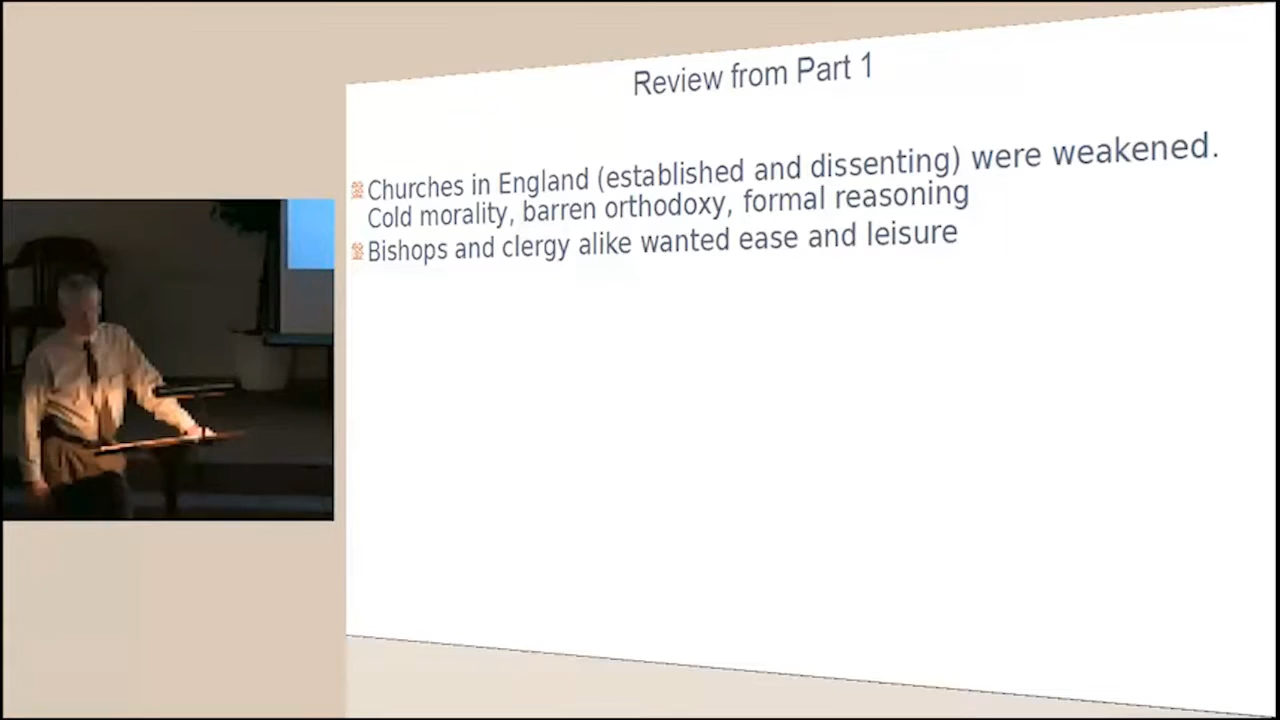 Review from Part 1
Churches in England (established and dissenting) were weakened.
Cold morality, barren orthodoxy, formal reasoning
Bishops and clergy alike wanted ease and leisure